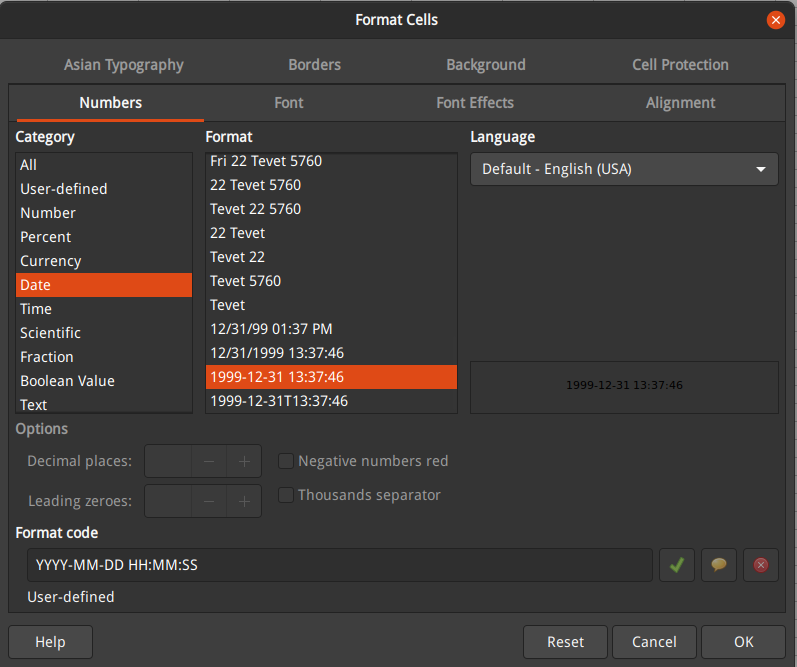 Format Cells
Asian Typography Borders Background Cell Protection
Numbers Font Font Effects Alignment
Category
All
User-defined
Number
Percent
Currency
Date
Time
Scientific
Fraction
Boolean Value
Text
Format
Fri 22 Tevet 5760
22 Tevet 5760
Tevet 22 5760
22 Tevet
Tevet 22
Tevet 5760
Tevet
12/31/99 01:37 PM
12/31/1999 13:37:46
1999-12-31 13:37:46
1999-12-31T13:37:46
Language
Default - English (USA)
1999-12-31 13:37:46
Options
Decimal places:
Leading zeroes:
Negative numbers red
Thousands separator
Format code
YYYY-MM-DD HH:MM:SS
User-defined
Help Reset Cancel OK